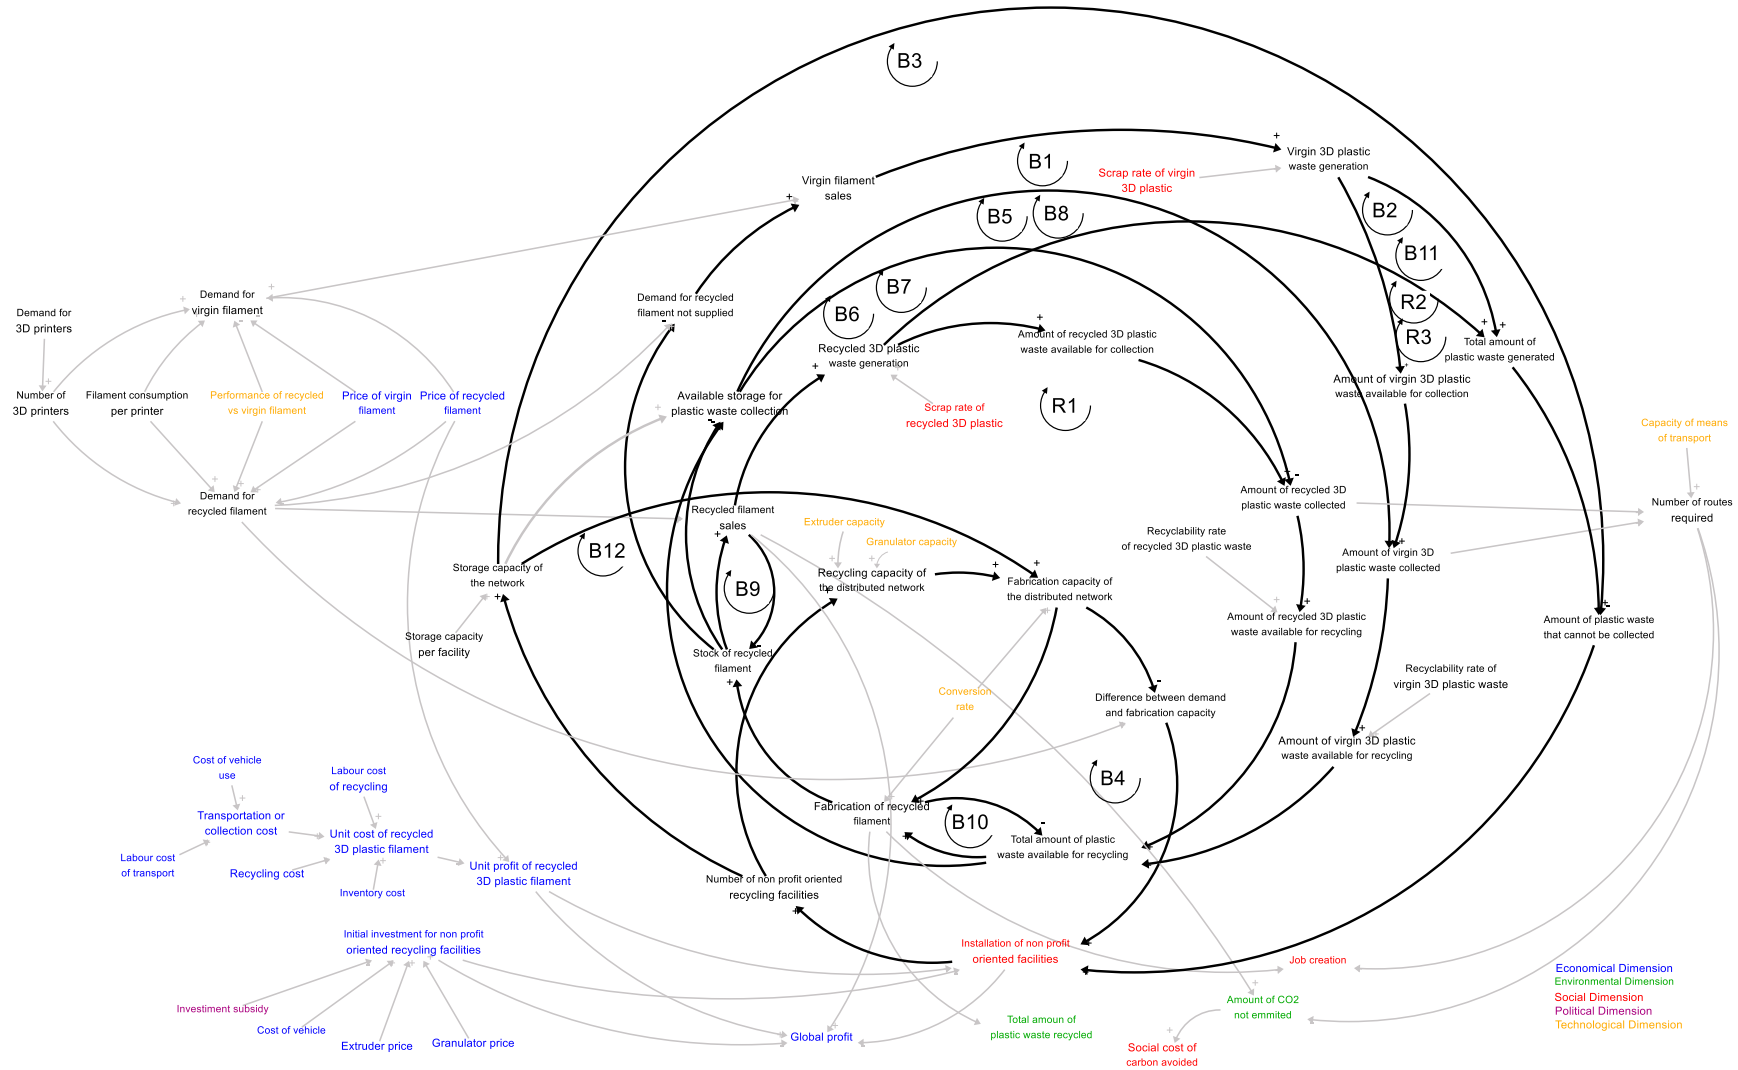 B3
B1
Virgin 3D plastic
waste generation
Scrap rate of virgin
3D plastic
Virgin filament
sales
B5
B8
B2
B11
B7
B6
R2
R3
Demand for
virgin filament
Demand for
3D printers
Demand for recycled
filament not supplied
Recycled 3D plastic
waste generation
Amount of recycled 3D plastic
waste available for collection
Total amount of
plastic waste generated
Number of
3D printers
Filament consumption
per printer
Performance of recycled
vs virgin filament
Price of virgin
filament
Price of recycled
filament
Available storage for
plastic waste collection
Scrap rate of
recycled 3D plastic
R1
Amount of virgin 3D plastic
waste available for collection
Capacity of means
of transport
Demand for
recycled filament
Recycled filament
sales
Extruder capacity
Granulator capacity
Amount of recycled 3D
plastic waste collected
Number of routes
required
Recyclability rate
of recycled 3D plastic waste
Amount of virgin 3D
plastic waste collected
B12
Storage capacity of
the network
B9
Recycling capacity of
the distributed network
Fabrication capacity of
the distributed network
Storage capacity
per facility
Stock of recycled
filament
Amount of recycled 3D plastic
waste available for recycling
Amount of plastic waste
that cannot be collected
Conversion
rate
Difference between demand
and fabrication capacity
Recyclability rate of
virgin 3D plastic waste
Amount of virgin 3D plastic
waste available for recycling
B4
Cost of vehicle
use
Labour cost
of recycling
Transportation or
collection cost
Unit cost of recycled
3D plastic filament
Fabrication of recycled
filament
B10
Total amount of plastic
waste available for recycling
Labour cost
of transport
Recycling cost
Inventory cost
Unit profit of recycled
3D plastic filament
Number of non profit oriented
recycling facilities
Initial investment for non profit
oriented recycling facilities
Installation of non profit
oriented facilities
Job creation
Investiment subsidy
Cost of vehicle
Extruder price
Granulator price
Global profit
Total amoun of
plastic waste recycled
Amount of CO2
not emmited
Social cost of
carbon avoided
Economical Dimension
Environmental Dimension
Social Dimension
Political Dimension
Technological Dimension